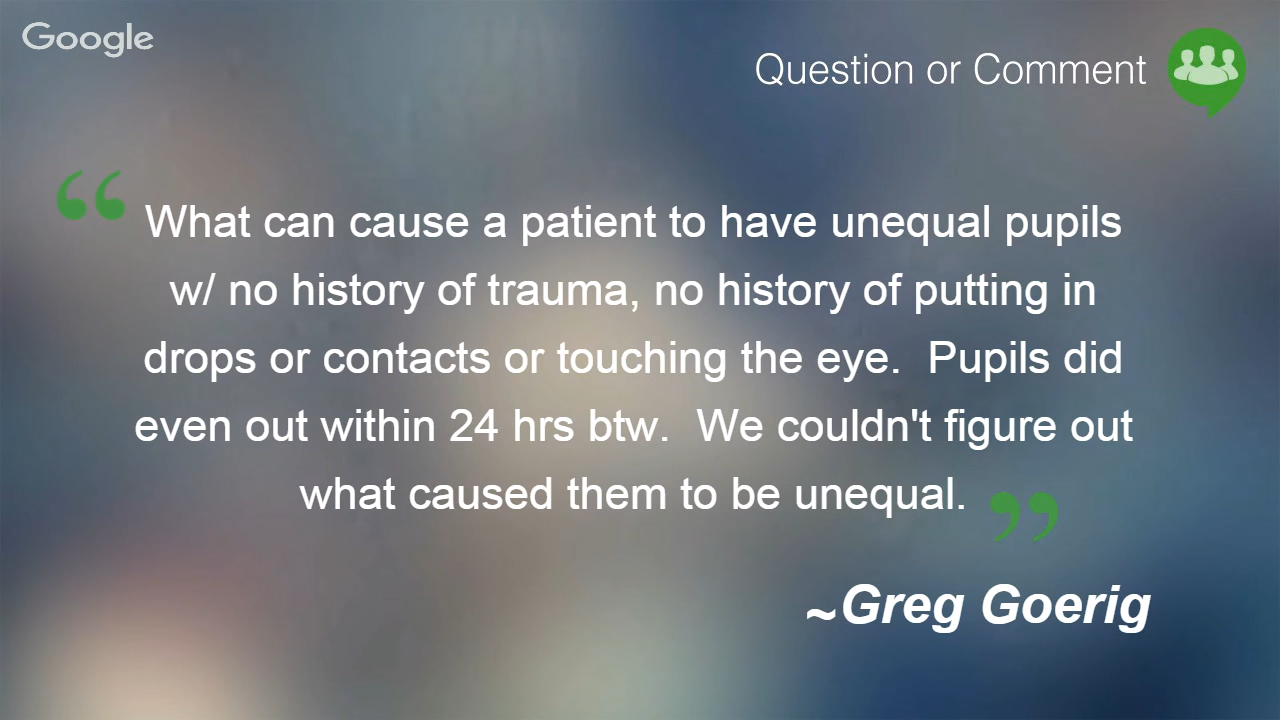 Google
Question or Comment
“ What can cause a patient to have unequal pupils
w/ no history of trauma, no history of putting in
drops or contacts or touching the eye.  Pupils did
even out within 24 hrs btw.  We couldn't figure out
what caused them to be unequal. ”
~Greg Goerig